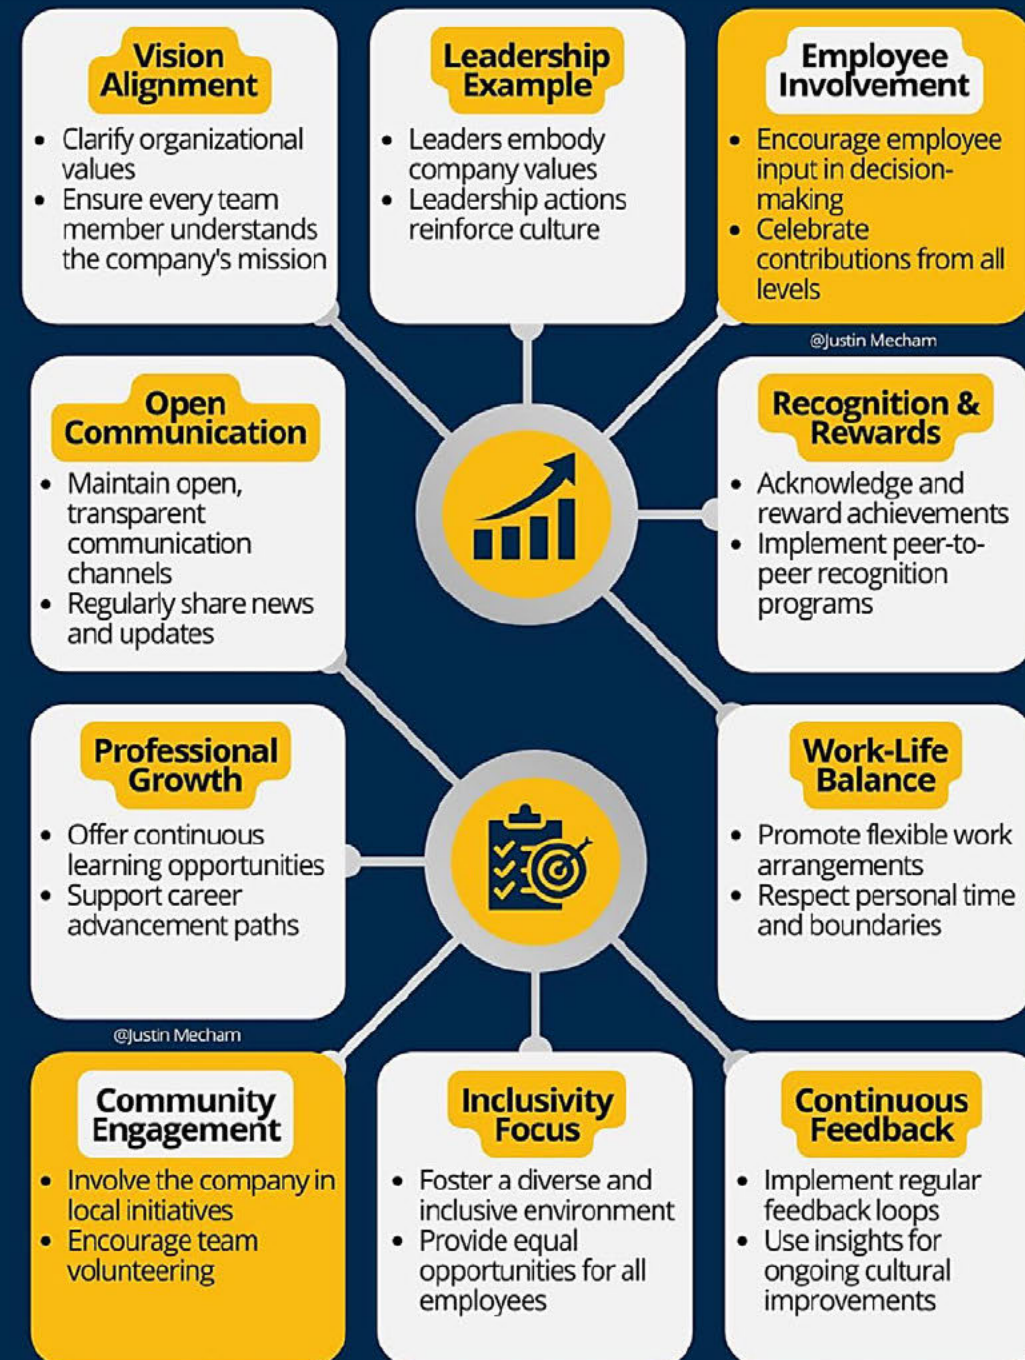 Vision
Alignment
• Clarify organizational
values
• Ensure every team
member understands
the company's mission
Leadership
Example
• Leaders embody
company values
• Leadership actions
reinforce culture
Employee
Involvement
• Encourage employee
input in decision-
making
• Celebrate
contributions from all
levels
@Justin Mecham
Open
Communication
• Maintain open,
transparent
communication
channels
• Regularly share news
and updates
Recognition &
Rewards
• Acknowledge and
reward achievements
• Implement peer-to-
peer recognition
programs
Professional
Growth
• Offer continuous
learning opportunities
• Support career
advancement paths
Work-Life
Balance
• Promote flexible work
arrangements
• Respect personal time
and boundaries
@Justin Mecham
Community
Engagement
• Involve the company in
local initiatives
• Encourage team
volunteering
Inclusivity
Focus
• Foster a diverse and
inclusive environment
• Provide equal
opportunities for all
employees
Continuous
Feedback
• Implement regular
feedback loops
• Use insights for
ongoing cultural
improvements